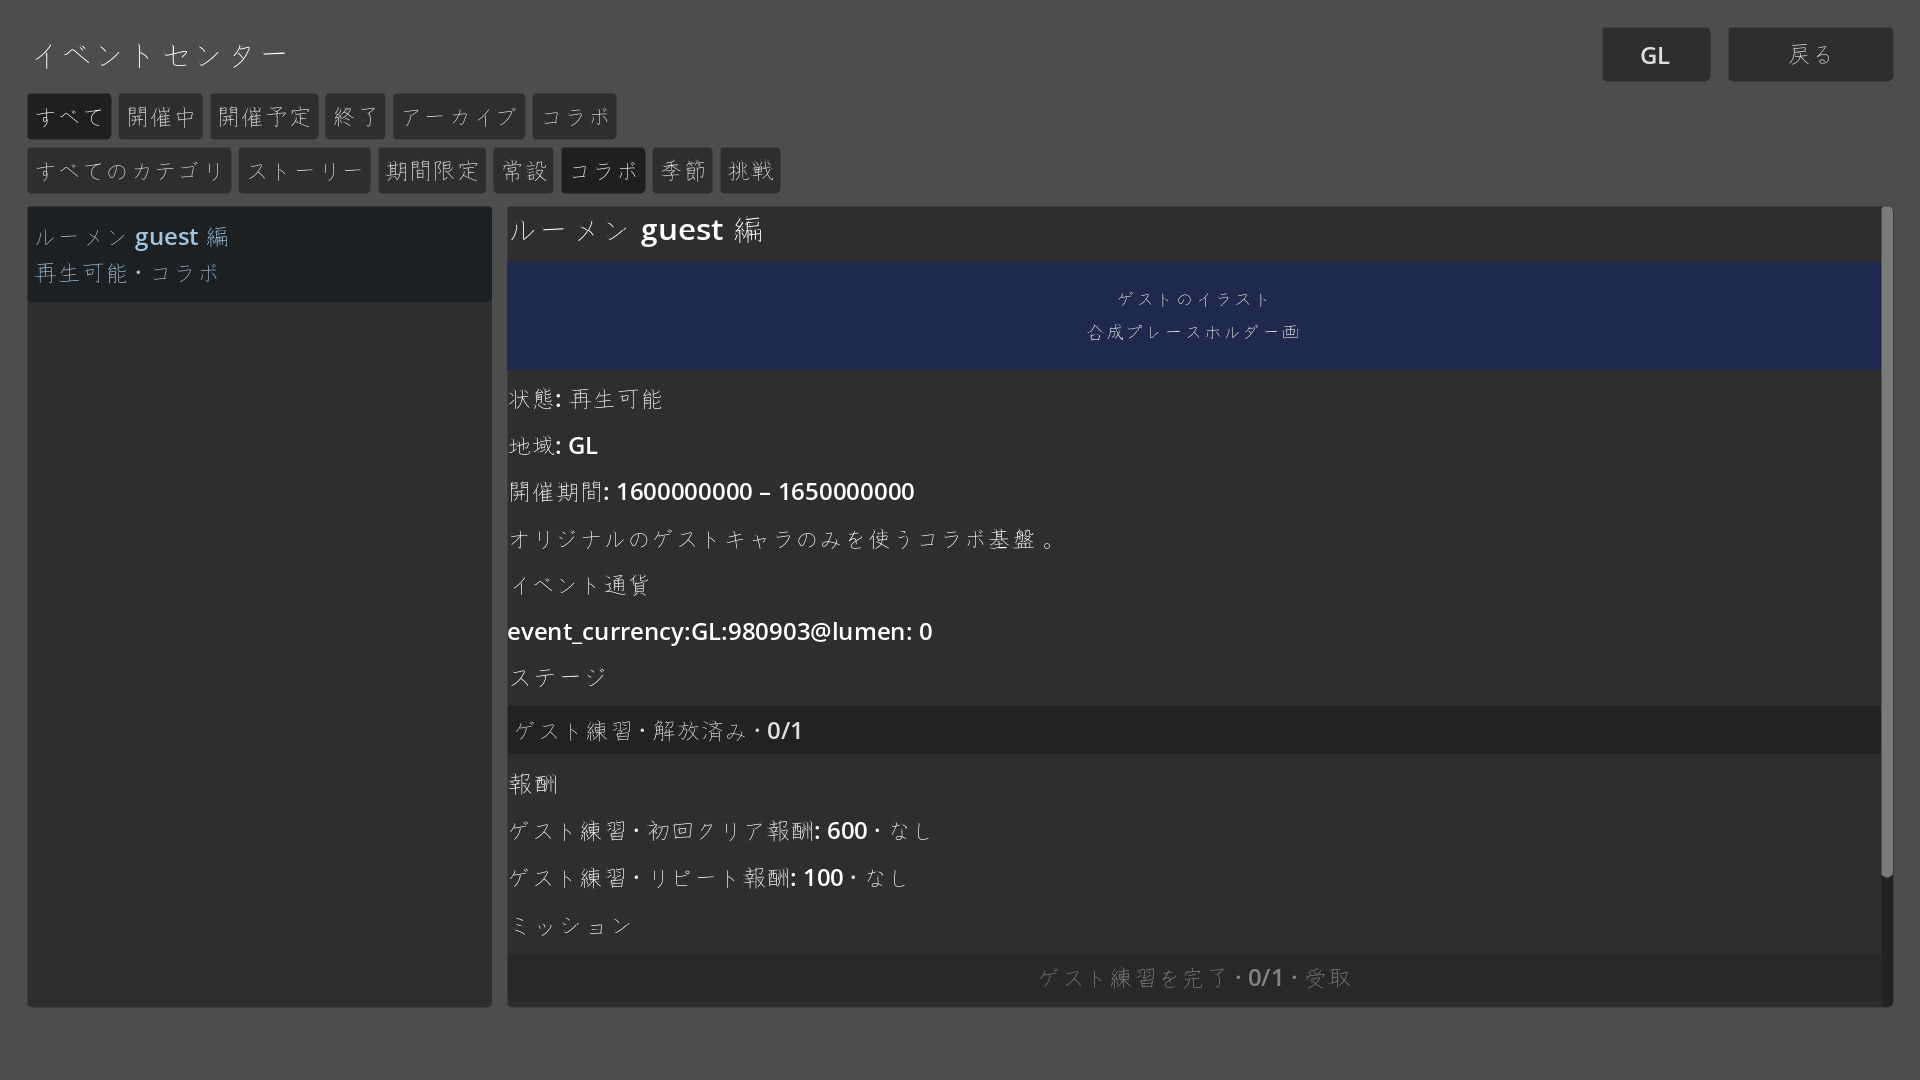 イベントセンター
GL
戻る
すべて
開催中
開催予定
終了
アーカイブ
コラボ
すべてのカテゴリ
ストーリー
期間限定
常設
コラボ
季節
挑戦
ルーメン guest 編
再生可能・コラボ
ルーメン guest 編
ゲストのイラスト
合成プレースホルダー画
状態: 再生可能
地域: GL
開催期間: 1600000000 – 1650000000
オリジナルのゲストキャラのみを使うコラボ基盤。
イベント通貨
event_currency:GL:980903@lumen: 0
ステージ
ゲスト練習 · 解放済み · 0/1
報酬
ゲスト練習 · 初回クリア報酬: 600 · なし
ゲスト練習 · リピート報酬: 100 · なし
ミッション
ゲスト練習を完了 · 0/1 · 受取